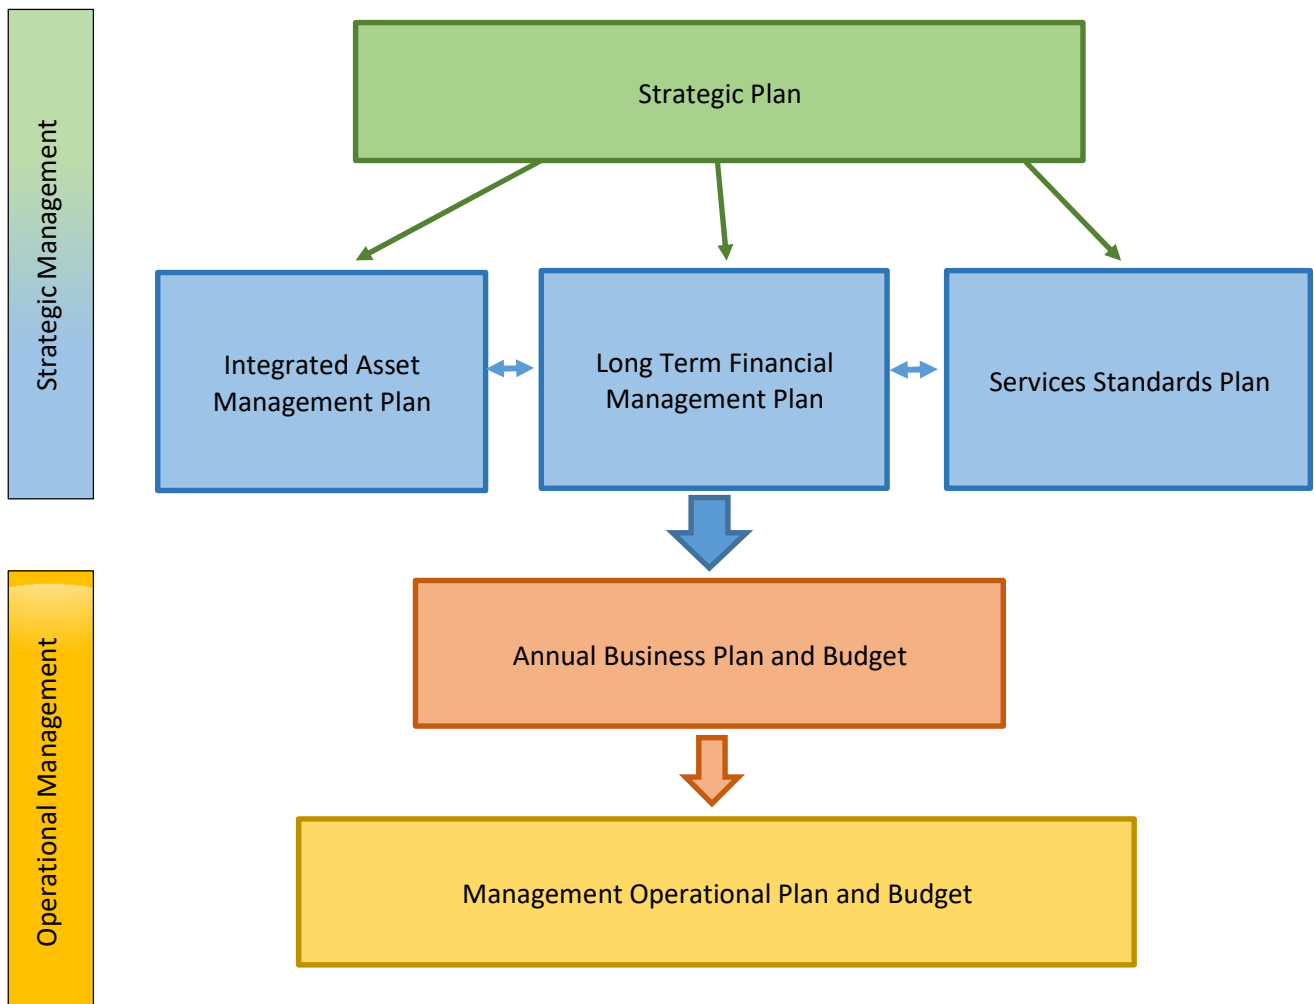 Strategic Management
Strategic Plan
Integrated Asset
Management Plan
Long Term Financial
Management Plan
Services Standards Plan
Operational Management
Annual Business Plan and Budget
Management Operational Plan and Budget